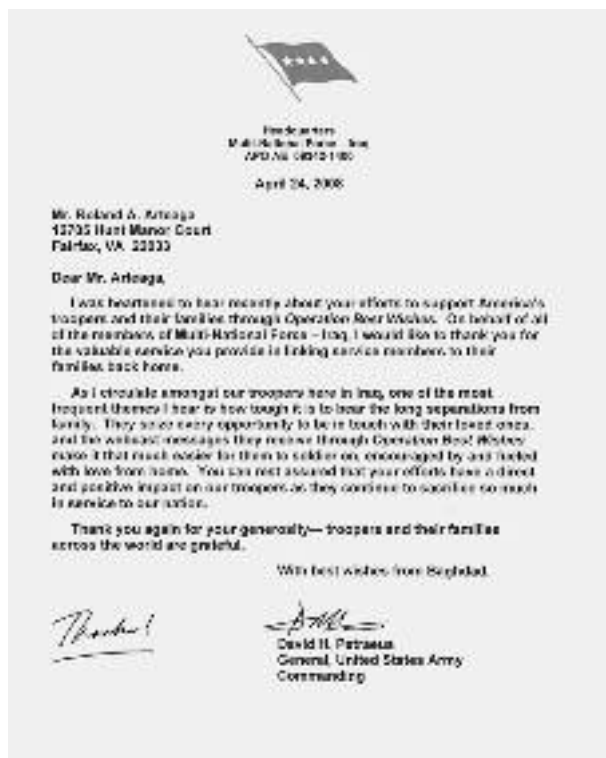 Headquarters
Multi-National Force – Iraq
APO AE 09342-1400
April 24, 2008
Mr. Roland A. Arteaga
Hunt Manor Court
Fairfax, VA 22033
Dear Mr. Arteaga,
I was heartened to hear recently about your efforts to support America's
troopers and their families through Operation Best Wishes. On behalf of all
of the members of Multi-National Force – Iraq, I would like to thank you for
the valuable service you provide in linking service members to their
families back home.
As I circulate amongst our troopers here in Iraq, one of the most
frequent themes I hear is how tough it is to bear the long separations from
family. They seize every opportunity to be in touch with their loved ones,
and the webcast messages they receive through Operation Best Wishes
make it that much easier for them to soldier on, encouraged by and fueled
with love from home. You can rest assured that your efforts have a direct
and positive impact on our troopers as they continue to sacrifice so much
in service to our nation.
Thank you again for your generosity— troopers and their families
across the world are grateful.
With best wishes from Baghdad,
Thanks!
David H. Petraeus
General, United States Army
Commanding